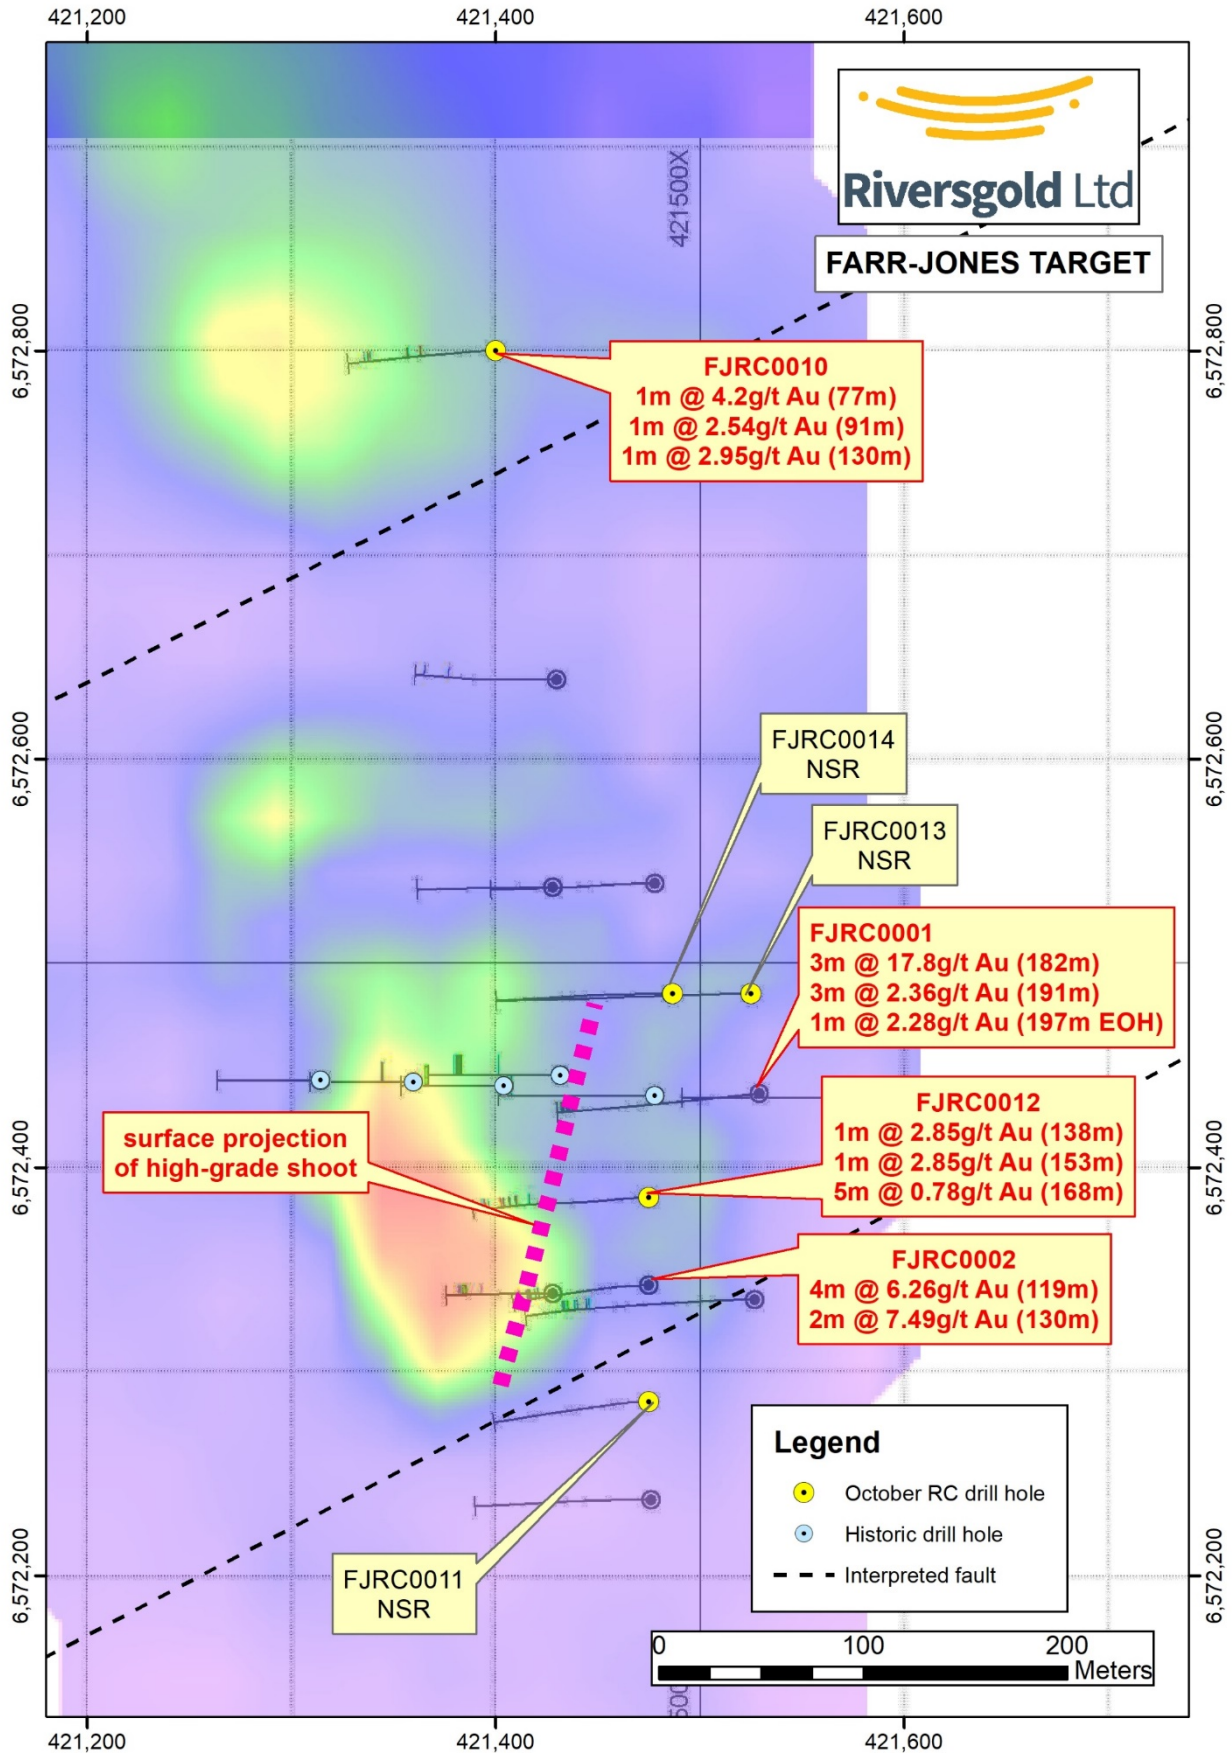 421,200
421,400
421,600
Riversgold Ltd
FARR-JONES TARGET
421500X
6,572,800
6,572,800
FJRC0010
1m @ 4.2g/t Au (77m)
1m @ 2.54g/t Au (91m)
1m @ 2.95g/t Au (130m)
6,572,600
6,572,600
FJRC0014
NSR
FJRC0013
NSR
FJRC0001
3m @ 17.8g/t Au (182m)
3m @ 2.36g/t Au (191m)
1m @ 2.28g/t Au (197m EOH)
surface projection
of high-grade shoot
6,572,400
6,572,400
FJRC0012
1m @ 2.85g/t Au (138m)
1m @ 2.85g/t Au (153m)
5m @ 0.78g/t Au (168m)
FJRC0002
4m @ 6.26g/t Au (119m)
2m @ 7.49g/t Au (130m)
FJRC0011
NSR
6,572,200
6,572,200
Legend
October RC drill hole
Historic drill hole
Interpreted fault
0
100
200
Meters
421,200
421,400
421,600